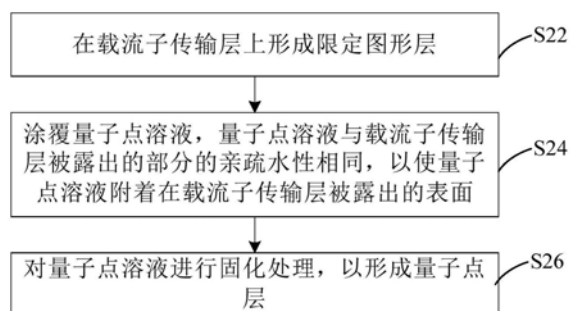 在载流子传输层上形成限定图形层
S22
涂覆量子点溶液，量子点溶液与载流子传输
层被露出的部分的亲疏水性相同，以使量子
点溶液附着在载流子传输层被露出的表面
S24
对量子点溶液进行固化处理，以形成量子点
层
S26